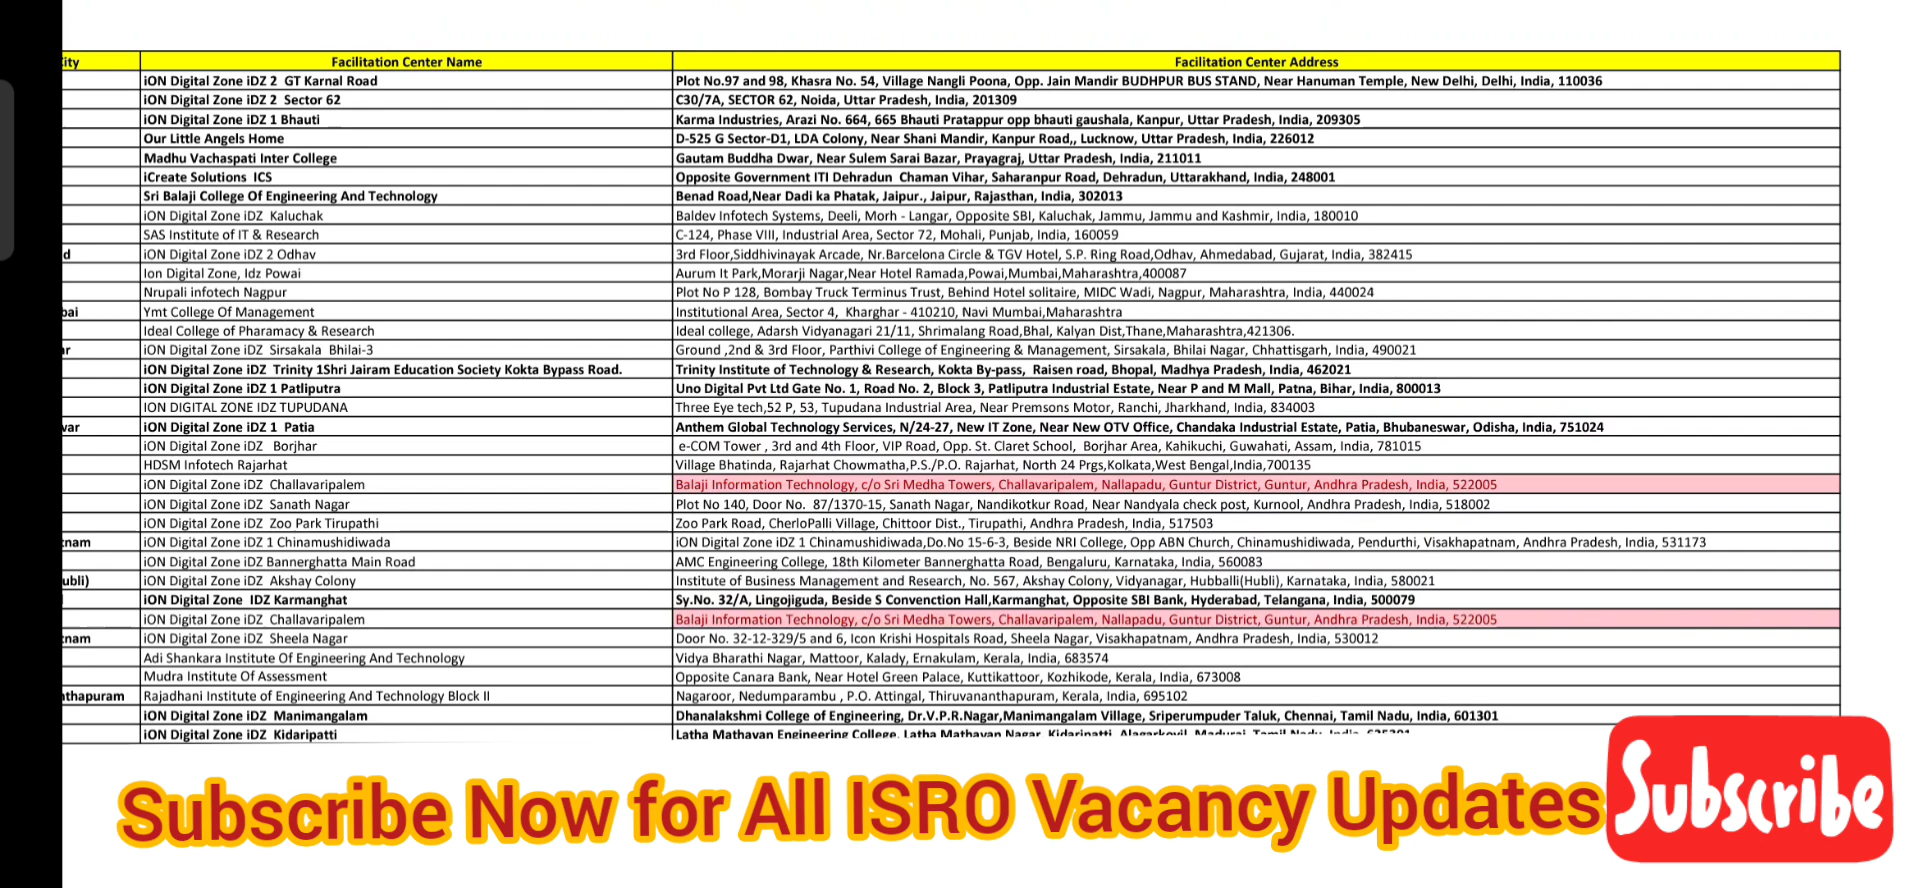 City Facilitation Center Name Facilitation Center Address
iON Digital Zone iDZ 2 GT Karnal Road Plot No.97 and 98, Khasra No. 54, Village Nangli Poona, Opp. Jain Mandir BUDHPUR BUS STAND, Near Hanuman Temple, New Delhi, Delhi, India, 110036
iON Digital Zone iDZ 2 Sector 62 C30/7A, SECTOR 62, Noida, Uttar Pradesh, India, 201309
iON Digital Zone iDZ 1 Bhauti Karma Industries, Arazi No. 664, 665 Bhauti Pratappur opp bhauti gaushala, Kanpur, Uttar Pradesh, India, 209305
Our Little Angels Home D-525 G Sector-D1, LDA Colony, Near Shani Mandir, Kanpur Road,, Lucknow, Uttar Pradesh, India, 226012
Madhu Vachaspati Inter College Gautam Buddha Dwar, Near Sulem Sarai Bazar, Prayagraj, Uttar Pradesh, India, 211011
iCreate Solutions ICS Opposite Government ITI Dehradun Chaman Vihar, Saharanpur Road, Dehradun, Uttarakhand, India, 248001
Sri Balaji College Of Engineering And Technology Benad Road,Near Dadi ka Phatak, Jaipur., Jaipur, Rajasthan, India, 302013
iON Digital Zone iDZ Kaluchak Baldev Infotech Systems, Deeli, Morh - Langar, Opposite SBI, Kaluchak, Jammu, Jammu and Kashmir, India, 180010
SAS Institute of IT & Research C-124, Phase VIII, Industrial Area, Sector 72, Mohali, Punjab, India, 160059
d iON Digital Zone iDZ 2 Odhav 3rd Floor,Siddhivinayak Arcade, Nr.Barcelona Circle & TGV Hotel, S.P. Ring Road,Odhav, Ahmedabad, Gujarat, India, 382415
Ion Digital Zone, Idz Powai Aurum It Park,Morarji Nagar,Near Hotel Ramada,Powai,Mumbai,Maharashtra,400087
Nrupali infotech Nagpur Plot No P 128, Bombay Truck Terminus Trust, Behind Hotel solitaire, MIDC Wadi, Nagpur, Maharashtra, India, 440024
bai Ymt College Of Management Institutional Area, Sector 4, Kharghar - 410210, Navi Mumbai,Maharashtra
Ideal College of Pharamacy & Research Ideal college, Adarsh Vidyanagari 21/11, Shrimalang Road,Bhal, Kalyan Dist,Thane,Maharashtra,421306.
ar iON Digital Zone iDZ Sirsakala Bhilai-3 Ground ,2nd & 3rd Floor, Parthivi College of Engineering & Management, Sirsakala, Bhilai Nagar, Chhattisgarh, India, 490021
iON Digital Zone iDZ Trinity 1Shri Jairam Education Society Kokta Bypass Road. Trinity Institute of Technology & Research, Kokta By-pass, Raisen road, Bhopal, Madhya Pradesh, India, 462021
iON Digital Zone iDZ 1 Patliputra Uno Digital Pvt Ltd Gate No. 1, Road No. 2, Block 3, Patliputra Industrial Estate, Near P and M Mall, Patna, Bihar, India, 800013
ION DIGITAL ZONE IDZ TUPUDANA Three Eye tech,52 P, 53, Tupudana Industrial Area, Near Premsons Motor, Ranchi, Jharkhand, India, 834003
war iON Digital Zone iDZ 1 Patia Anthem Global Technology Services, N/24-27, New IT Zone, Near New OTV Office, Chandaka Industrial Estate, Patia, Bhubaneswar, Odisha, India, 751024
iON Digital Zone iDZ Borjhar e-COM Tower , 3rd and 4th Floor, VIP Road, Opp. St. Claret School, Borjhar Area, Kahikuchi, Guwahati, Assam, India, 781015
HDSM Infotech Rajarhat Village Bhatinda, Rajarhat Chowmatha,P.S./P.O. Rajarhat, North 24 Prgs,Kolkata,West Bengal,India,700135
iON Digital Zone iDZ Challavaripalem Balaji Information Technology, c/o Sri Medha Towers, Challavaripalem, Nallapadu, Guntur District, Guntur, Andhra Pradesh, India, 522005
iON Digital Zone iDZ Sanath Nagar Plot No 140, Door No. 87/1370-15, Sanath Nagar, Nandikotkur Road, Near Nandyala check post, Kurnool, Andhra Pradesh, India, 518002
iON Digital Zone iDZ Zoo Park Tirupathi Zoo Park Road, CherloPalli Village, Chittoor Dist., Tirupathi, Andhra Pradesh, India, 517503
tnam iON Digital Zone iDZ 1 Chinamushidiwada iON Digital Zone iDZ 1 Chinamushidiwada,Do.No 15-6-3, Beside NRI College, Opp ABN Church, Chinamushidiwada, Pendurthi, Visakhapatnam, Andhra Pradesh, India, 531173
iON Digital Zone iDZ Bannerghatta Main Road AMC Engineering College, 18th Kilometer Bannerghatta Road, Bengaluru, Karnataka, India, 560083
ubli) iON Digital Zone iDZ Akshay Colony Institute of Business Management and Research, No. 567, Akshay Colony, Vidyanagar, Hubballi(Hubli), Karnataka, India, 580021
iON Digital Zone IDZ Karmanghat Sy.No. 32/A, Lingojiguda, Beside S Convenction Hall,Karmanghat, Opposite SBI Bank, Hyderabad, Telangana, India, 500079
iON Digital Zone iDZ Challavaripalem Balaji Information Technology, c/o Sri Medha Towers, Challavaripalem, Nallapadu, Guntur District, Guntur, Andhra Pradesh, India, 522005
tnam iON Digital Zone iDZ Sheela Nagar Door No. 32-12-329/5 and 6, Icon Krishi Hospitals Road, Sheela Nagar, Visakhapatnam, Andhra Pradesh, India, 530012
Adi Shankara Institute Of Engineering And Technology Vidya Bharathi Nagar, Mattoor, Kalady, Ernakulam, Kerala, India, 683574
Mudra Institute Of Assessment Opposite Canara Bank, Near Hotel Green Palace, Kuttikattoor, Kozhikode, Kerala, India, 673008
nthapuram Rajadhani Institute of Engineering And Technology Block II Nagaroor, Nedumparambu , P.O. Attingal, Thiruvananthapuram, Kerala, India, 695102
iON Digital Zone iDZ Manimangalam Dhanalakshmi College of Engineering, Dr.V.P.R.Nagar,Manimangalam Village, Sriperumpuder Taluk, Chennai, Tamil Nadu, India, 601301
iON Digital Zone iDZ Kidaripatti Latha Mathavan Engineering College, Latha Mathavan Nagar, Kidaripatti, Alagarkovil, Madurai, Tamil Nadu, India, 625301
Subscribe Now for All ISRO Vacancy Updates Subscribe